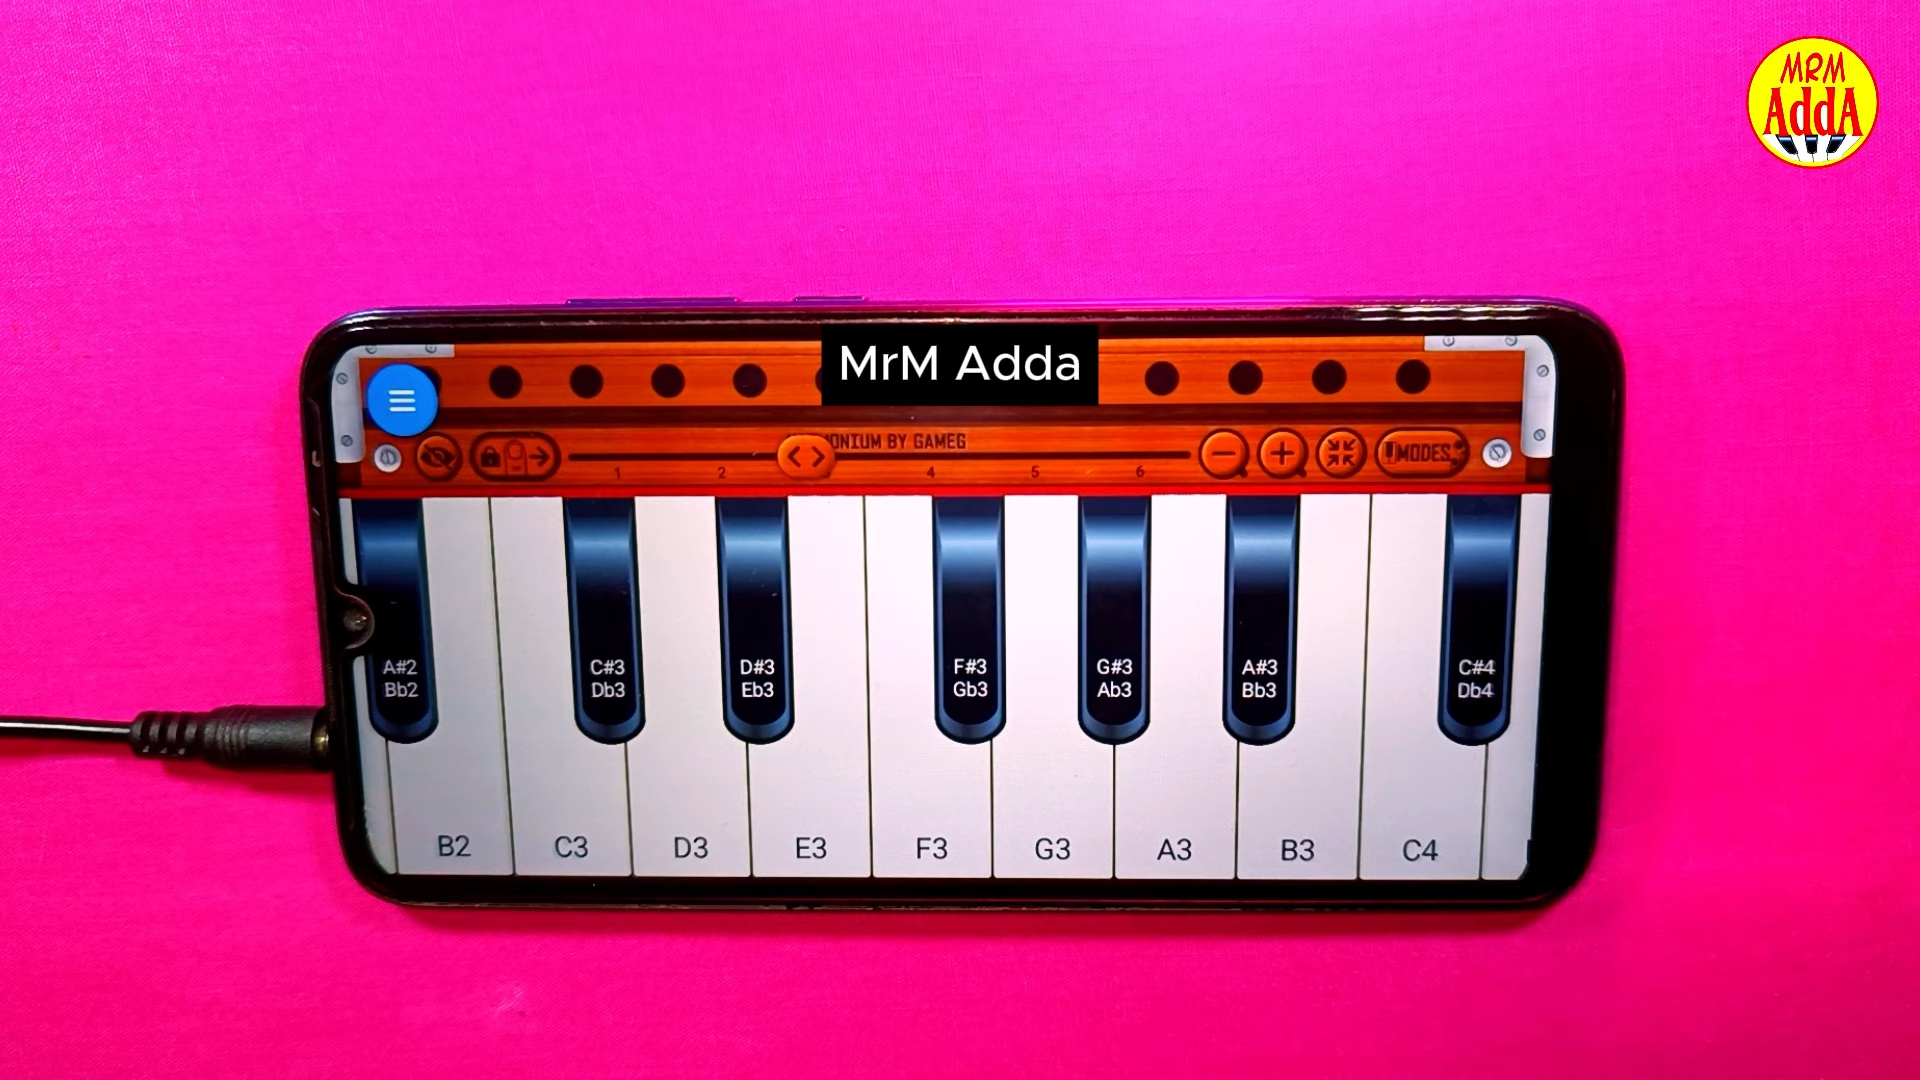 MRM
AddA
MrM Adda
MONIUM BY GAMEG
1 2 4 5 6
MODES
A#2
Bb2
C#3
Db3
D#3
Eb3
F#3
Gb3
G#3
Ab3
A#3
Bb3
C#4
Db4
B2 C3 D3 E3 F3 G3 A3 B3 C4